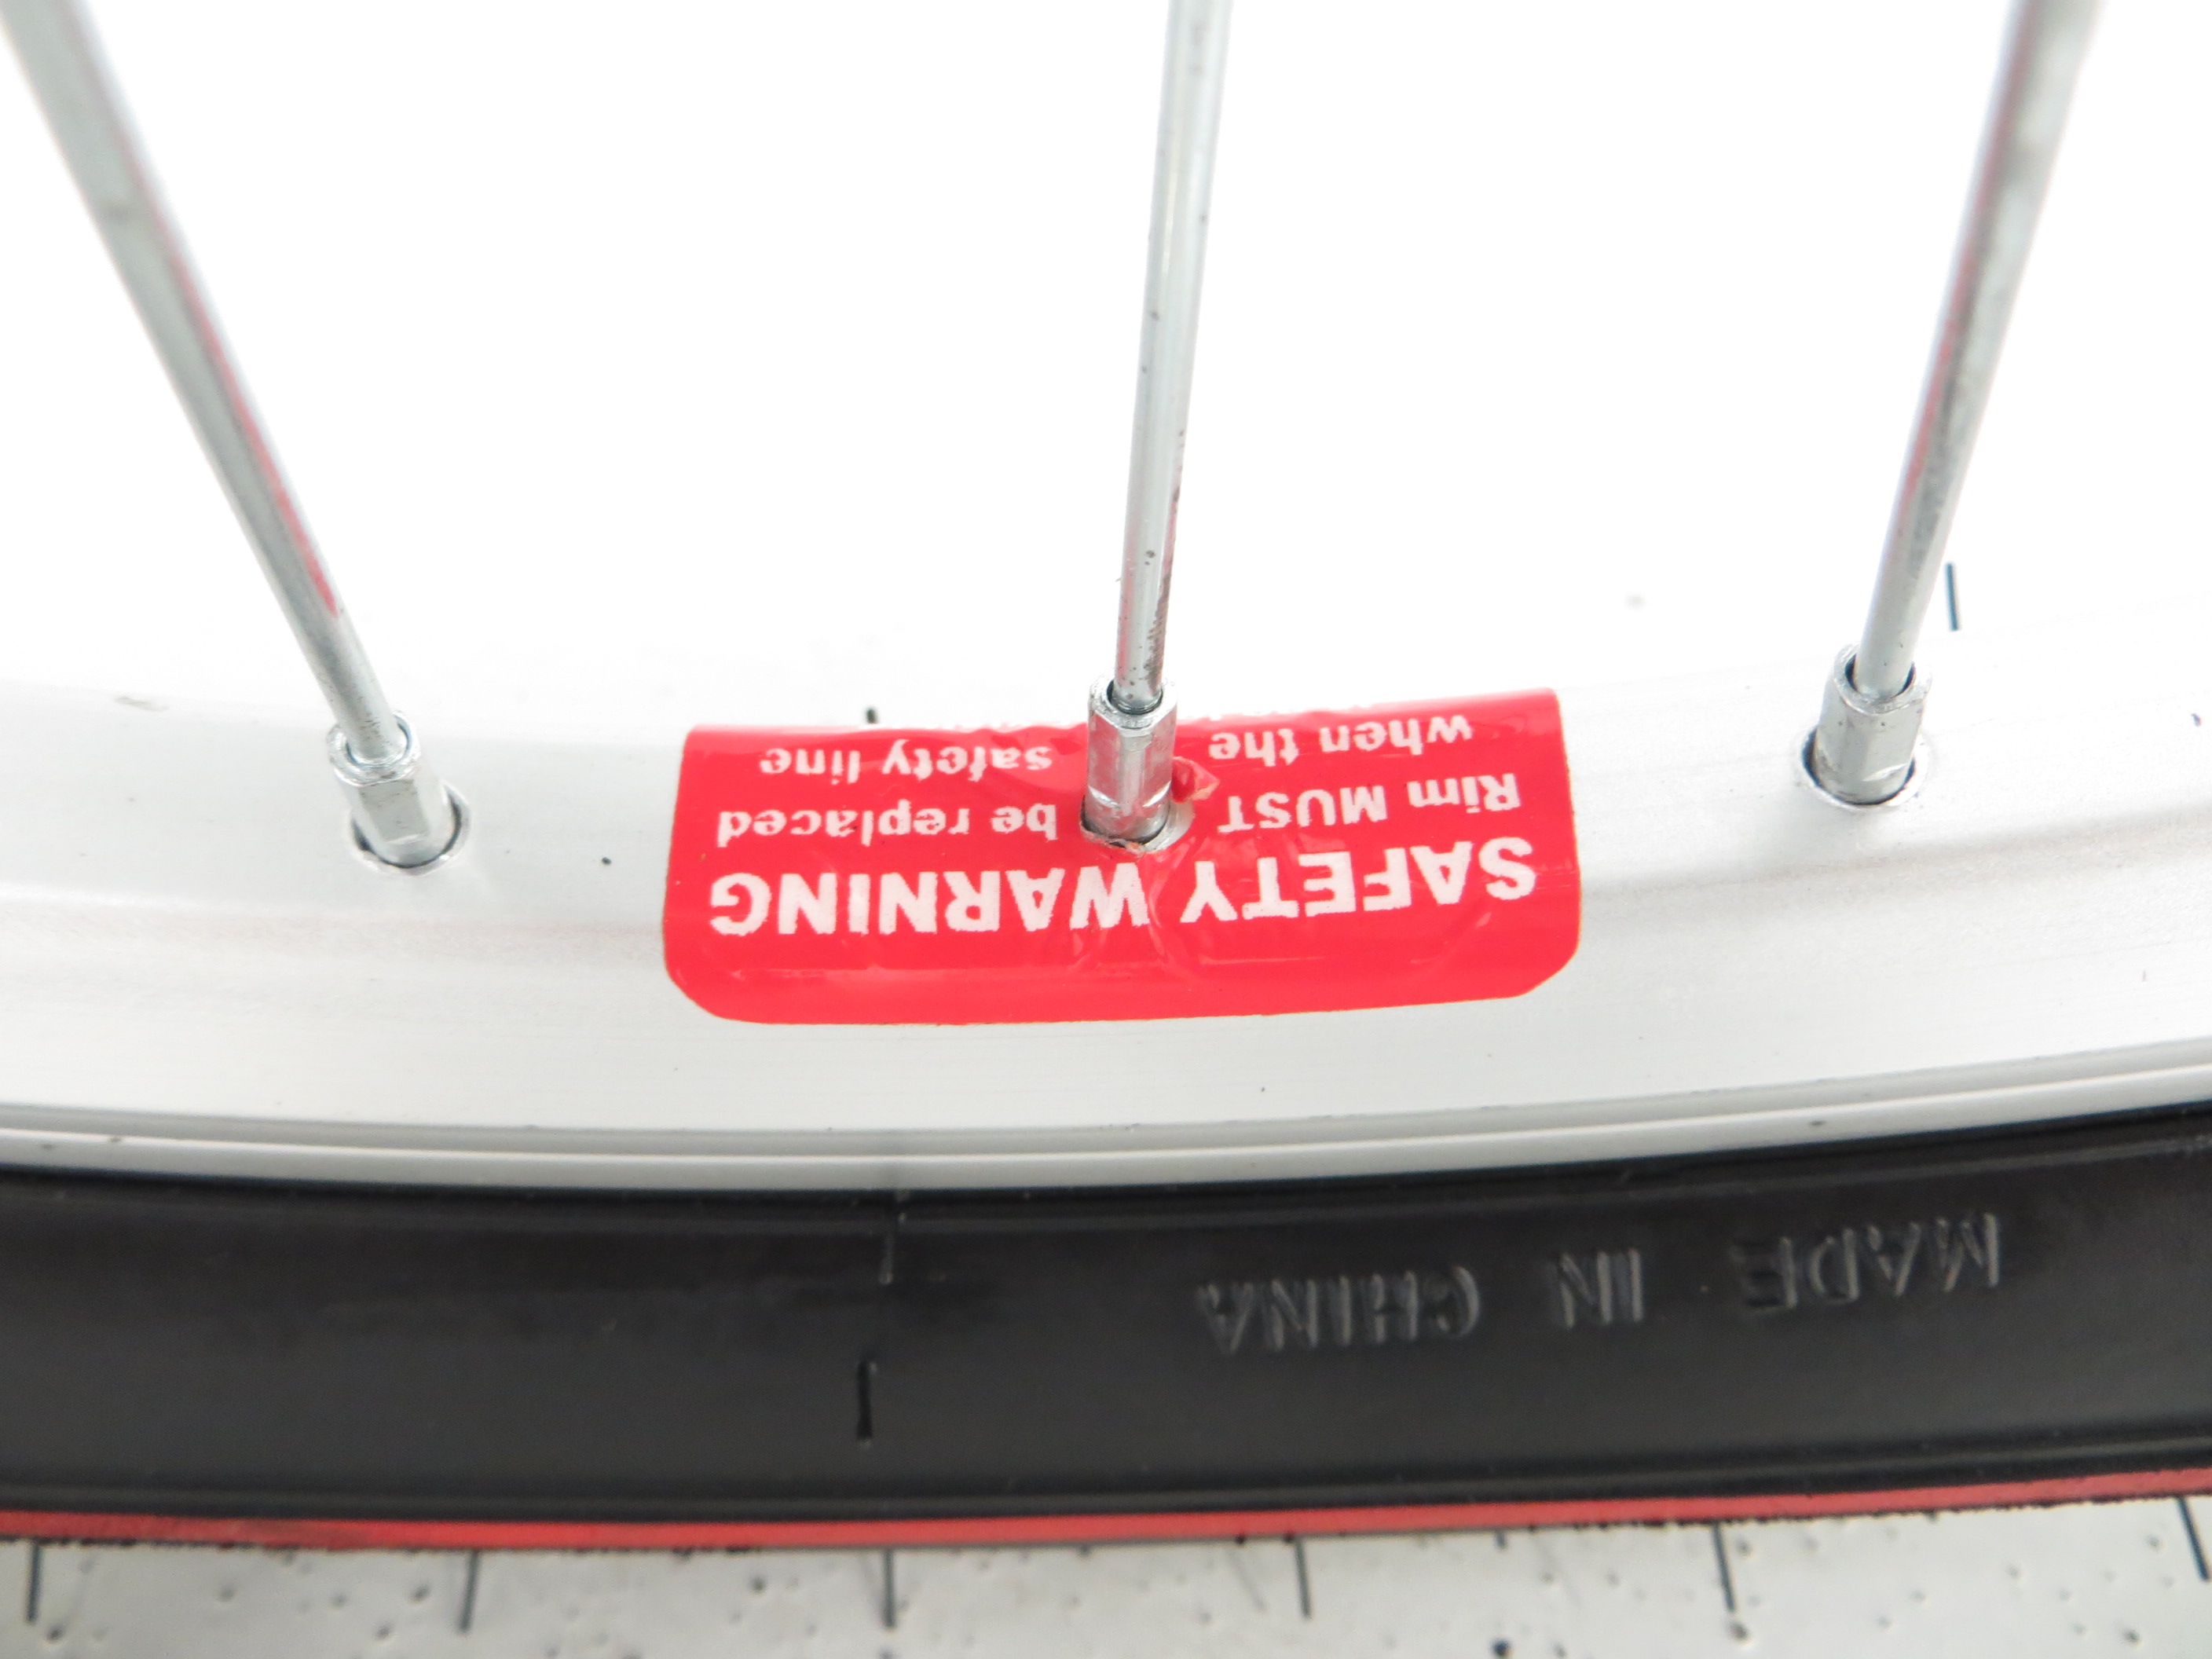 SAFETY WARNING
Rim MUST be replaced
when the safety line
MADE IN CHINA